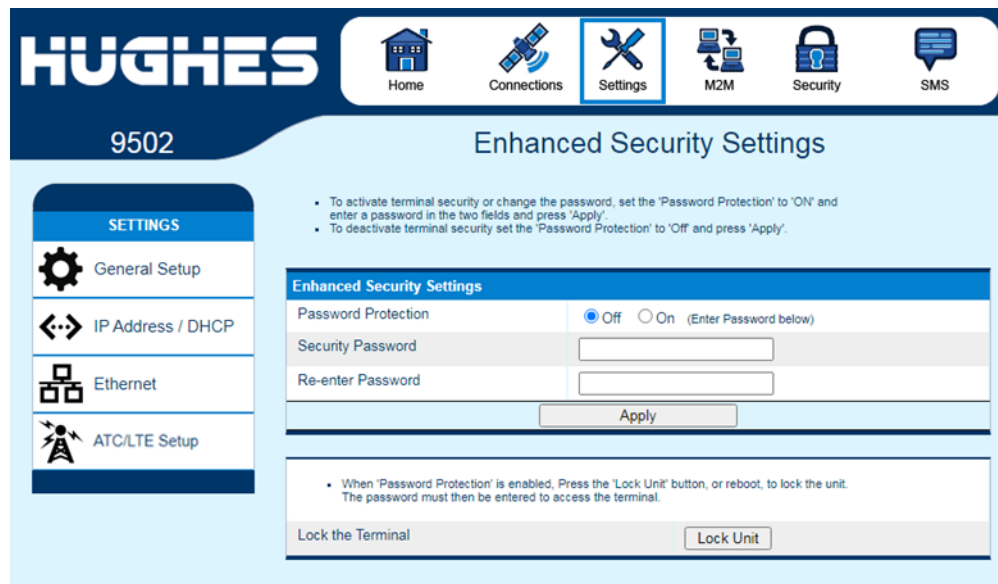 HUGHES
Home
Connections
Settings
M2M
Security
SMS
9502
Enhanced Security Settings
SETTINGS
General Setup
IP Address / DHCP
Ethernet
ATC/LTE Setup
• To activate terminal security or change the password, set the 'Password Protection' to 'ON' and
enter a password in the two fields and press 'Apply'.
• To deactivate terminal security set the 'Password Protection' to 'Off' and press 'Apply'.
Enhanced Security Settings
Password Protection
Off On (Enter Password below)
Security Password
Re-enter Password
Apply
• When 'Password Protection' is enabled, Press the 'Lock Unit' button, or reboot, to lock the unit.
The password must then be entered to access the terminal.
Lock the Terminal
Lock Unit